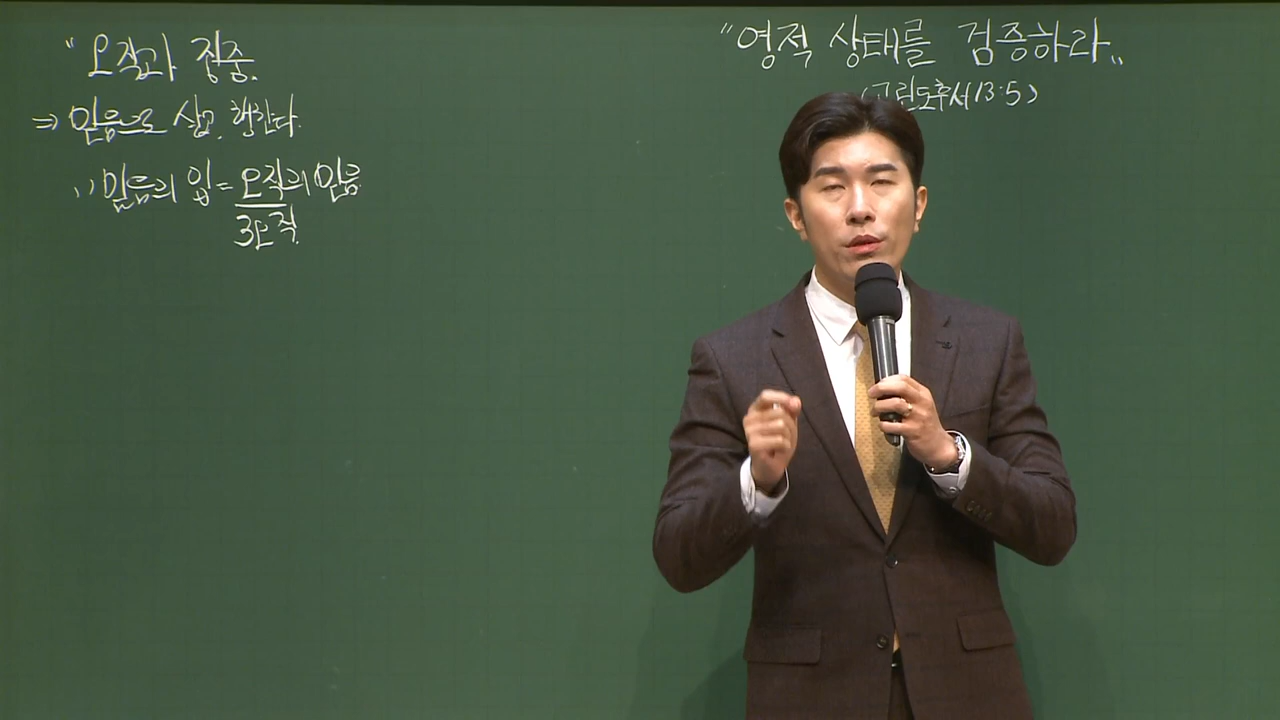 "오직과 집중.
⇒ 믿음으로 살고. 행한다.
1) 믿음의 입 = 오직의 믿음.
3오직.
"영적 상태를 검증하라"
(고린도후서 13:5)